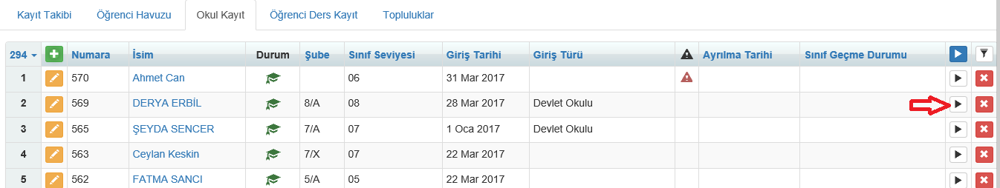 Kayıt Takibi Öğrenci Havuzu Okul Kayıt Öğrenci Ders Kayıt Topluluklar
294 Numara İsim Durum Şube Sınıf Seviyesi Giriş Tarihi Giriş Türü Ayrılma Tarihi Sınıf Geçme Durumu
1 570 Ahmet Can 06 31 Mar 2017
2 569 DERYA ERBİL 8/A 08 28 Mar 2017 Devlet Okulu
3 565 ŞEYDA SENCER 7/A 07 1 Oca 2017 Devlet Okulu
4 563 Ceylan Keskin 7/X 07 22 Mar 2017
5 562 FATMA SANCI 5/A 05 22 Mar 2017